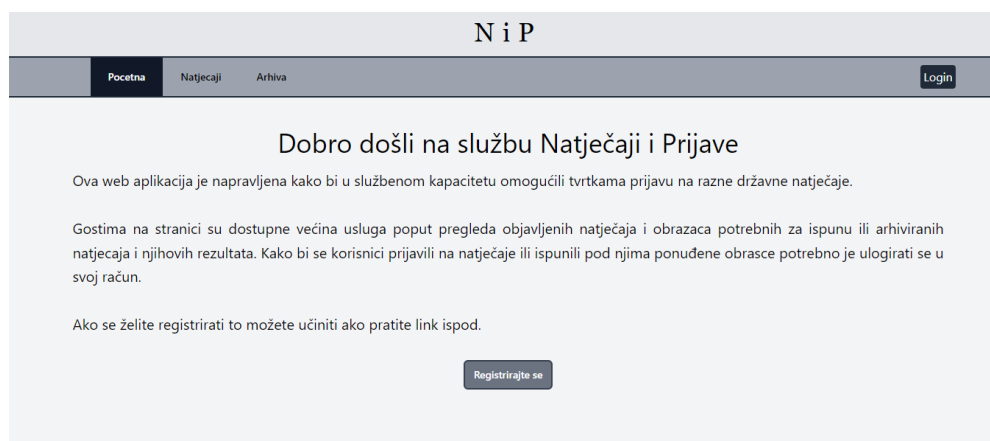 N i P
Pocetna Natjecaji Arhiva Login
Dobro došli na službu Natječaji i Prijave
Ova web aplikacija je napravljena kako bi u službenom kapacitetu omogućili tvrtkama prijavu na razne državne natječaje.
Gostima na stranici su dostupne većina usluga poput pregleda objavljenih natječaja i obrazaca potrebnih za ispunu ili arhiviranih
natjecaja i njihovih rezultata. Kako bi se korisnici prijavili na natječaje ili ispunili pod njima ponuđene obrasce potrebno je ulogirati se u
svoj račun.
Ako se želite registrirati to možete učiniti ako pratite link ispod.
Registrirajte se